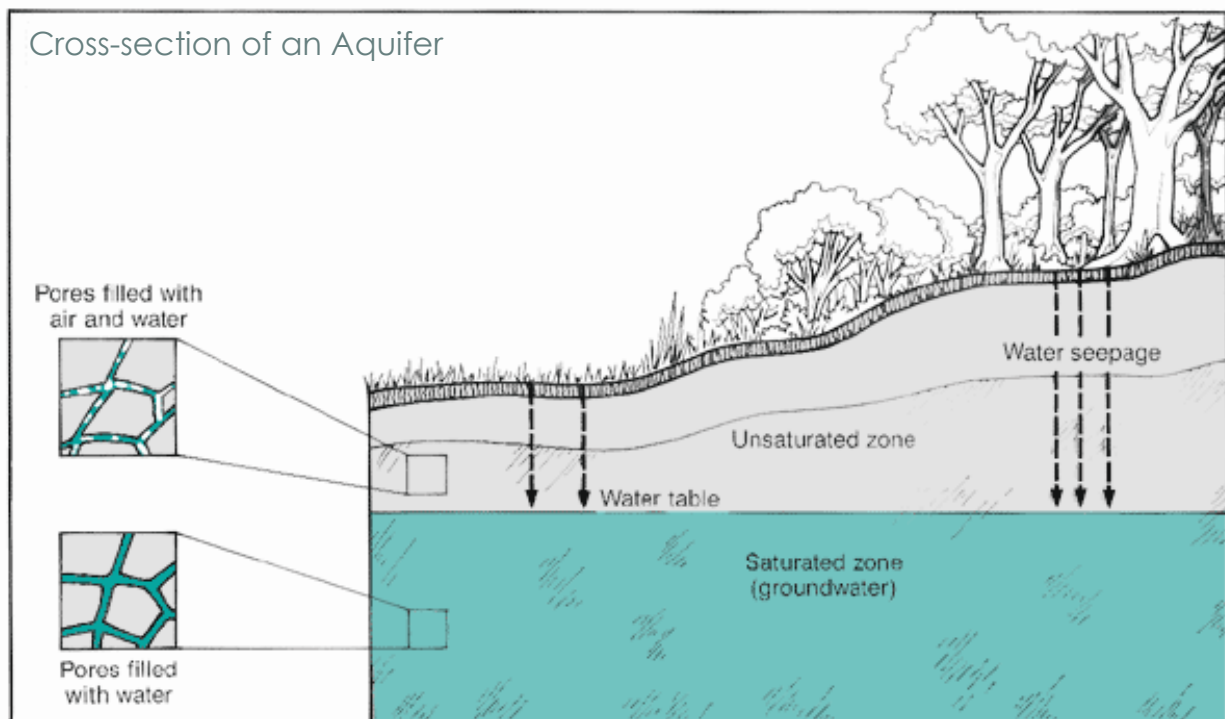 Cross-section of an Aquifer
Pores filled with
air and water
Water seepage
Unsaturated zone
Water table
Saturated zone
(groundwater)
Pores filled
with water